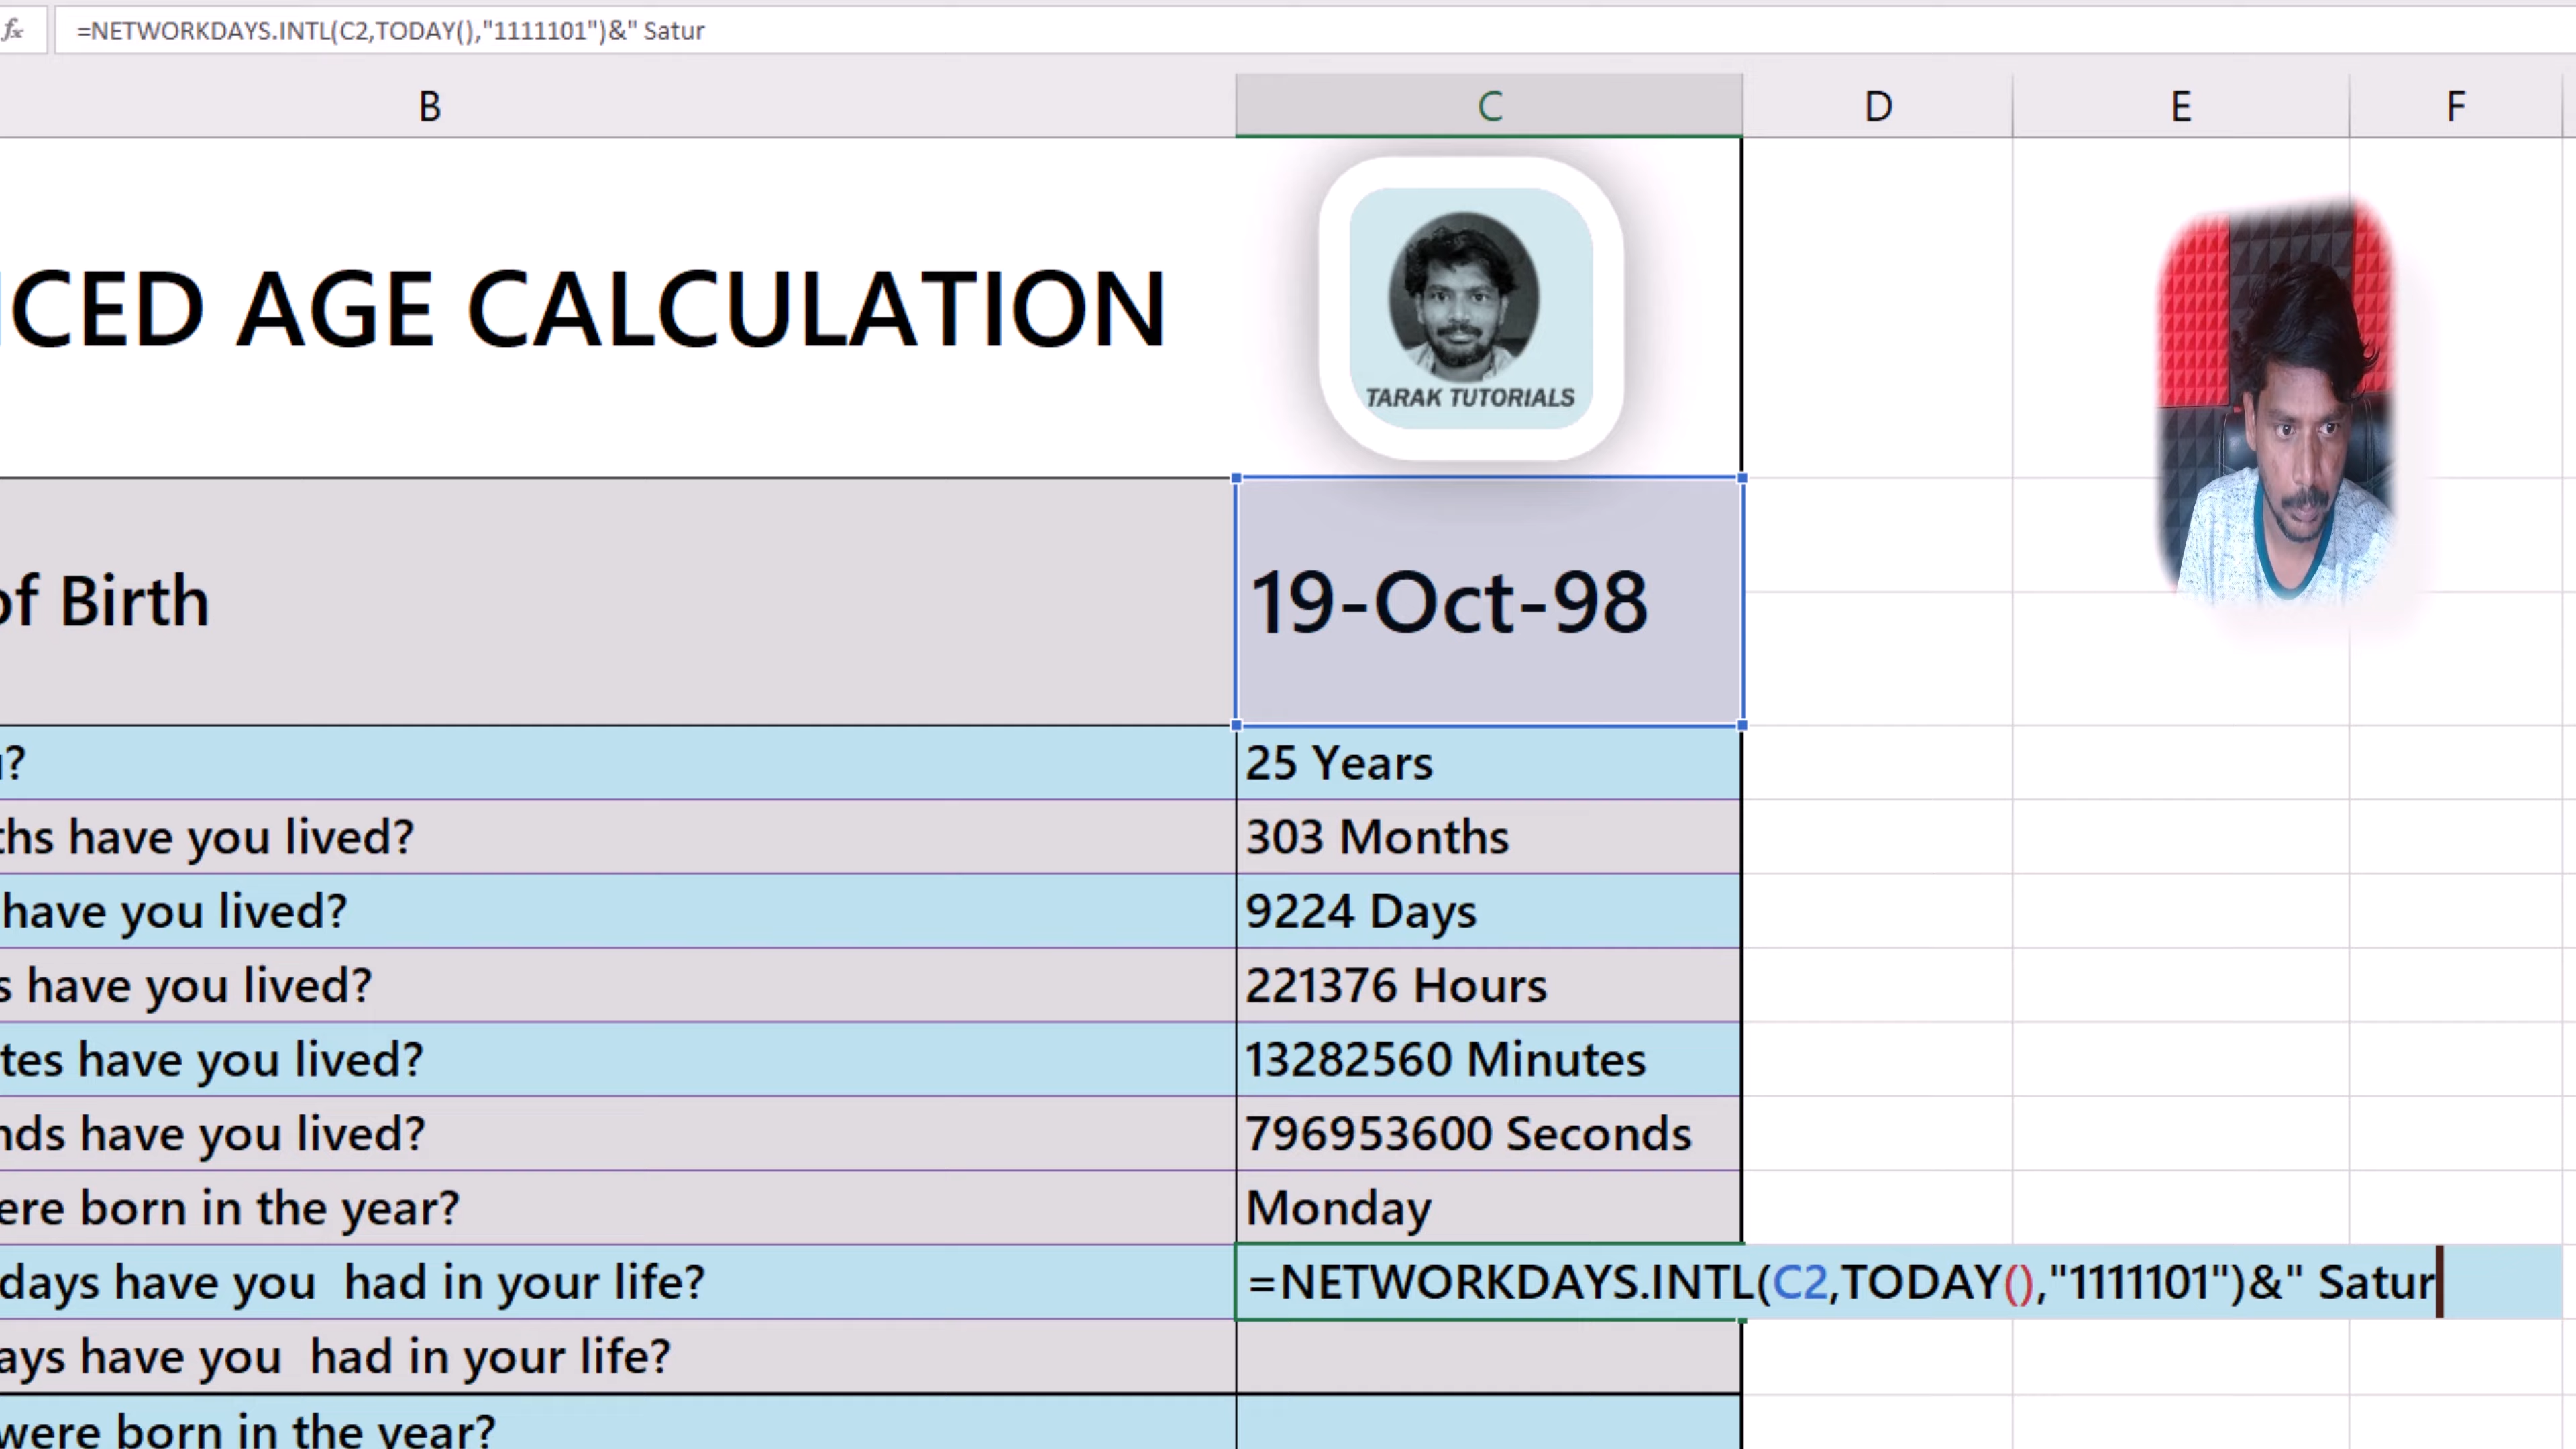 fx =NETWORKDAYS.INTL(C2,TODAY(),"1111101")&" Satur
B C D E F
CED AGE CALCULATION
TARAK TUTORIALS
of Birth 19-Oct-98
? 25 Years
ths have you lived? 303 Months
have you lived? 9224 Days
s have you lived? 221376 Hours
tes have you lived? 13282560 Minutes
nds have you lived? 796953600 Seconds
ere born in the year? Monday
days have you had in your life? =NETWORKDAYS.INTL(C2,TODAY(),"1111101")&" Satur
ays have you had in your life?
were born in the year?